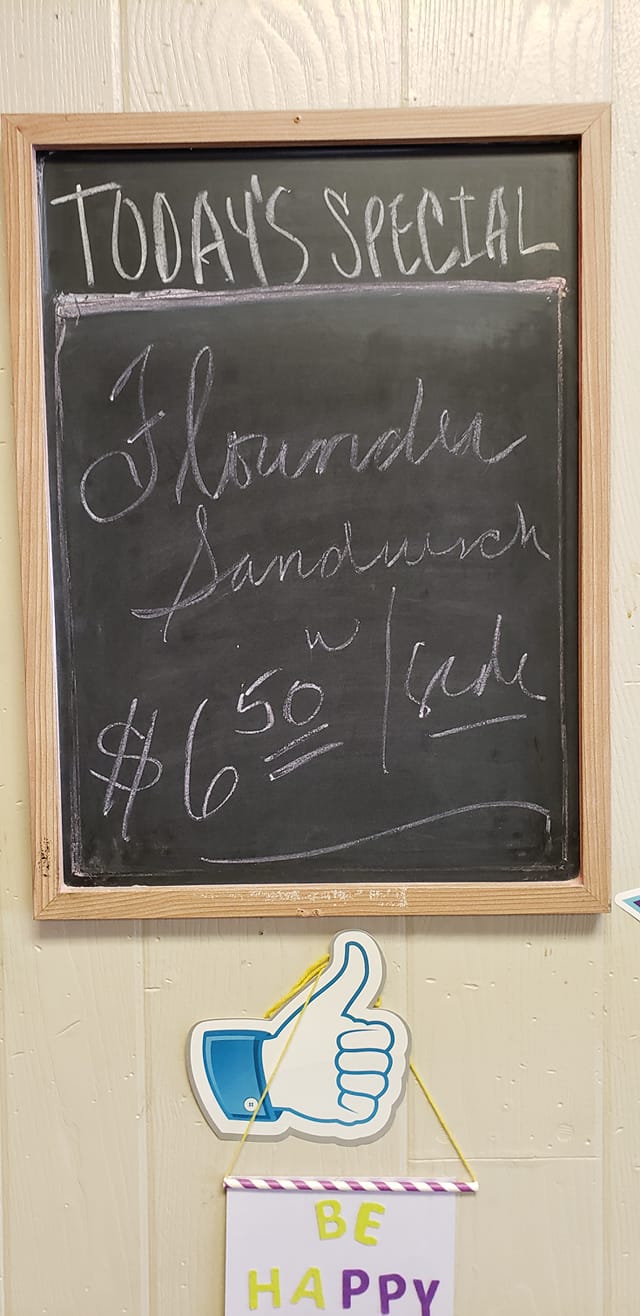 TODAY'S SPECIAL
Flounder
Sandwich
w/side
$6 50
BE
HAPPY